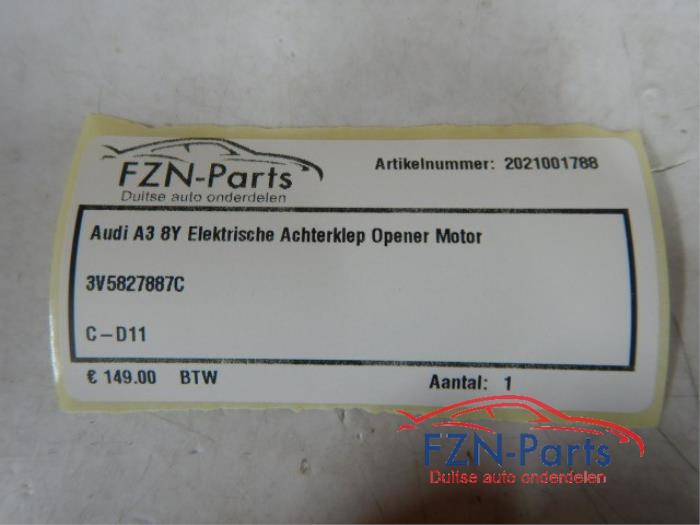 FZN-Parts
Duitse auto onderdelen
Artikelnummer: 2021001788
Audi A3 8Y Elektrische Achterklep Opener Motor
3V5827887C
C-D11
€ 149.00 BTW
Aantal: 1
FZN-Parts
Duitse auto onderdelen